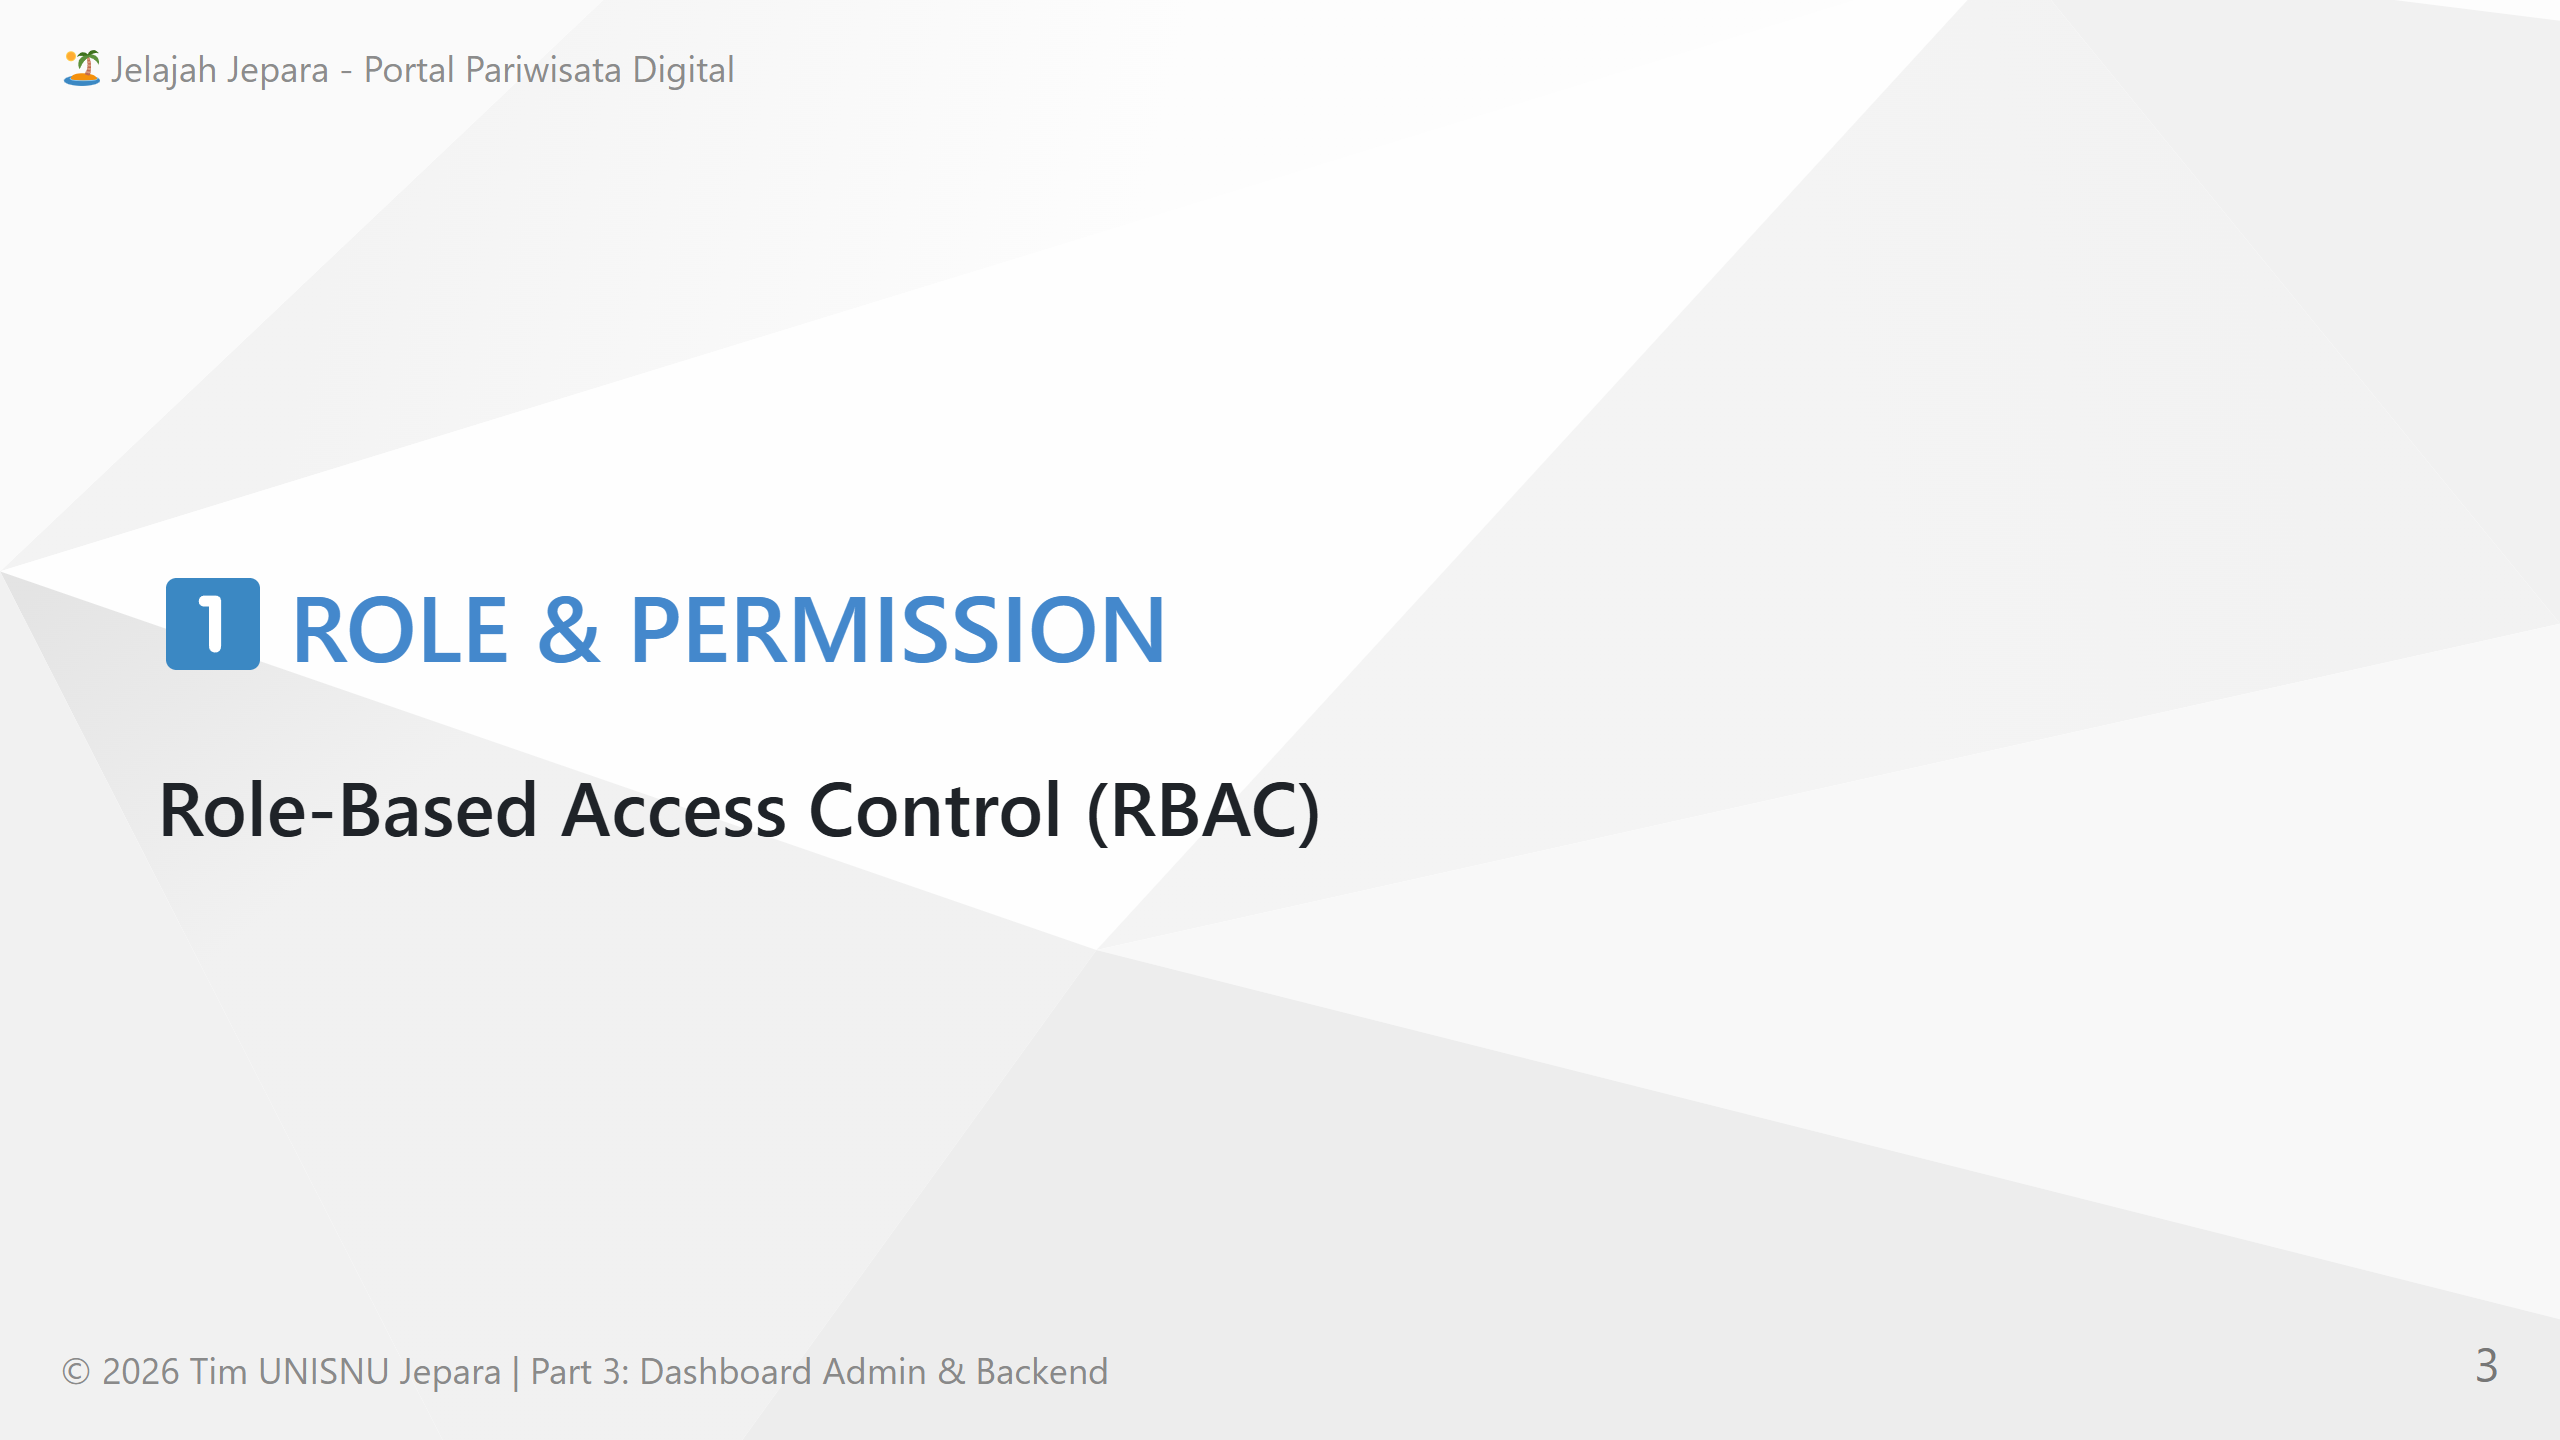 🏝️ Jelajah Jepara - Portal Pariwisata Digital
1 ROLE & PERMISSION
Role-Based Access Control (RBAC)
© 2026 Tim UNISNU Jepara | Part 3: Dashboard Admin & Backend
3